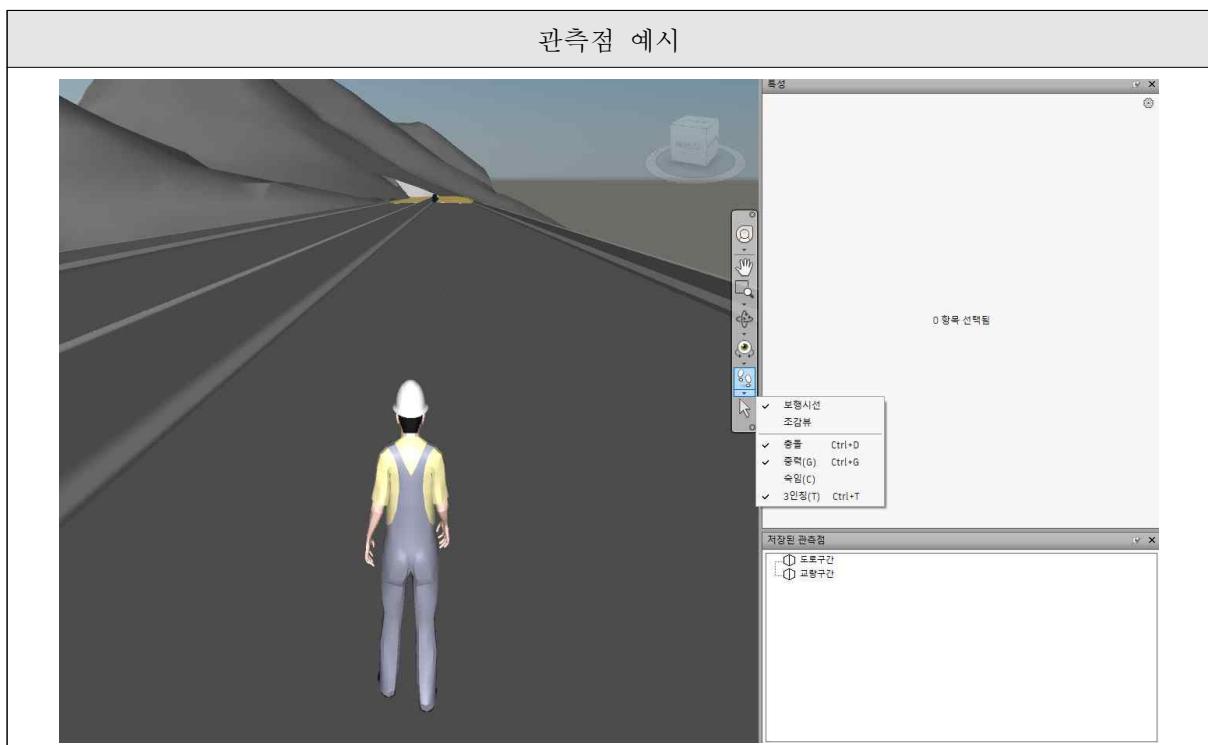 관측점 예시
특성
0 항목 선택됨
보행시선
조감뷰
충돌 Ctrl+D
중력(G) Ctrl+G
숙임(C)
3인칭(T) Ctrl+T
저장된 관측점
도로구간
교량구간